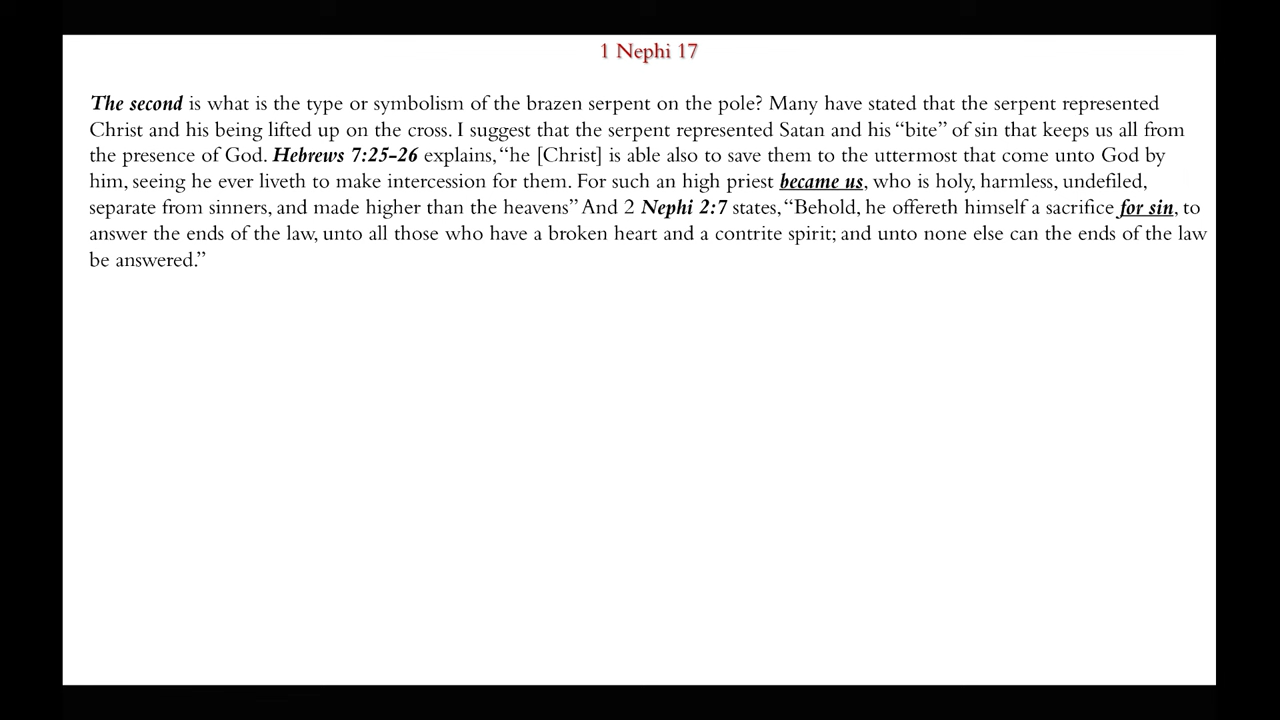 1 Nephi 17
The second is what is the type or symbolism of the brazen serpent on the pole? Many have stated that the serpent represented
Christ and his being lifted up on the cross. I suggest that the serpent represented Satan and his “bite” of sin that keeps us all from
the presence of God. Hebrews 7:25-26 explains, “he [Christ] is able also to save them to the uttermost that come unto God by
him, seeing he ever liveth to make intercession for them. For such an high priest became us, who is holy, harmless, undefiled,
separate from sinners, and made higher than the heavens” And 2 Nephi 2:7 states, “Behold, he offereth himself a sacrifice for sin, to
answer the ends of the law, unto all those who have a broken heart and a contrite spirit; and unto none else can the ends of the law
be answered.”